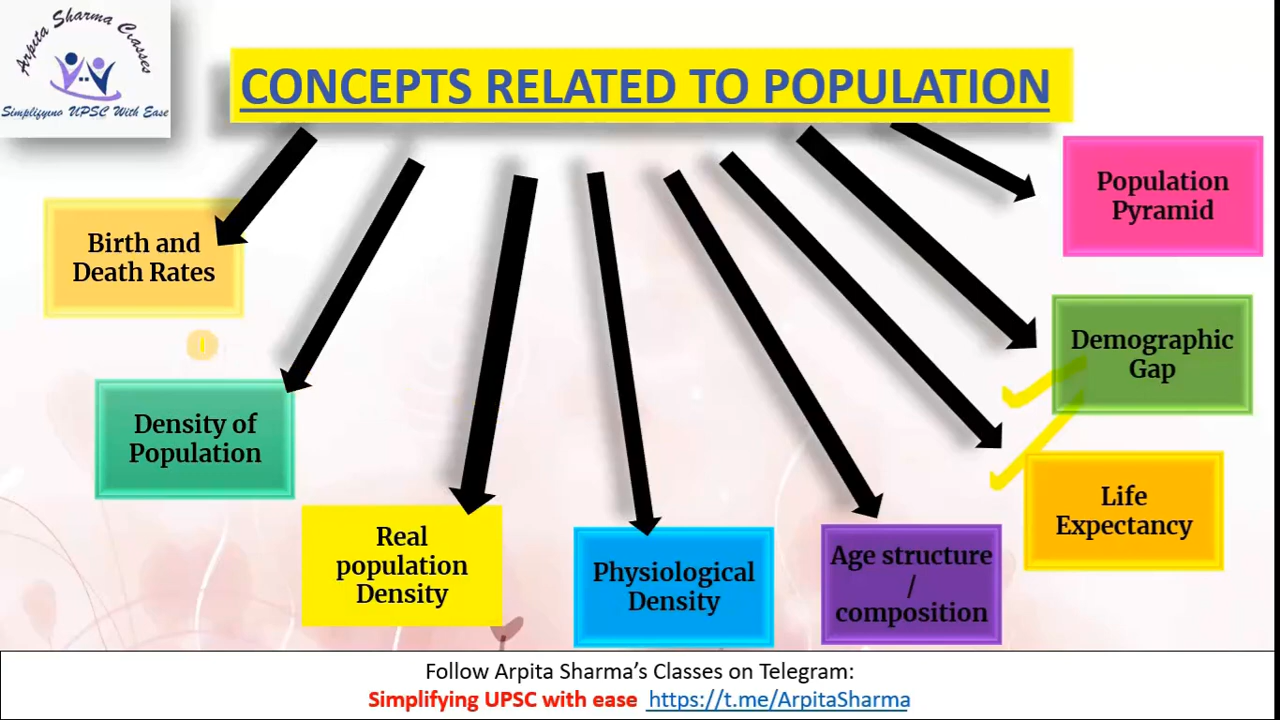 Arpita Sharma Classes
Simplifying UPSC With Ease
CONCEPTS RELATED TO POPULATION
Population
Pyramid
Birth and
Death Rates
Demographic
Gap
Density of
Population
Life
Expectancy
Real
population
Density
Physiological
Density
Age structure
/
composition
Follow Arpita Sharma’s Classes on Telegram:
Simplifying UPSC with ease https://t.me/ArpitaSharma